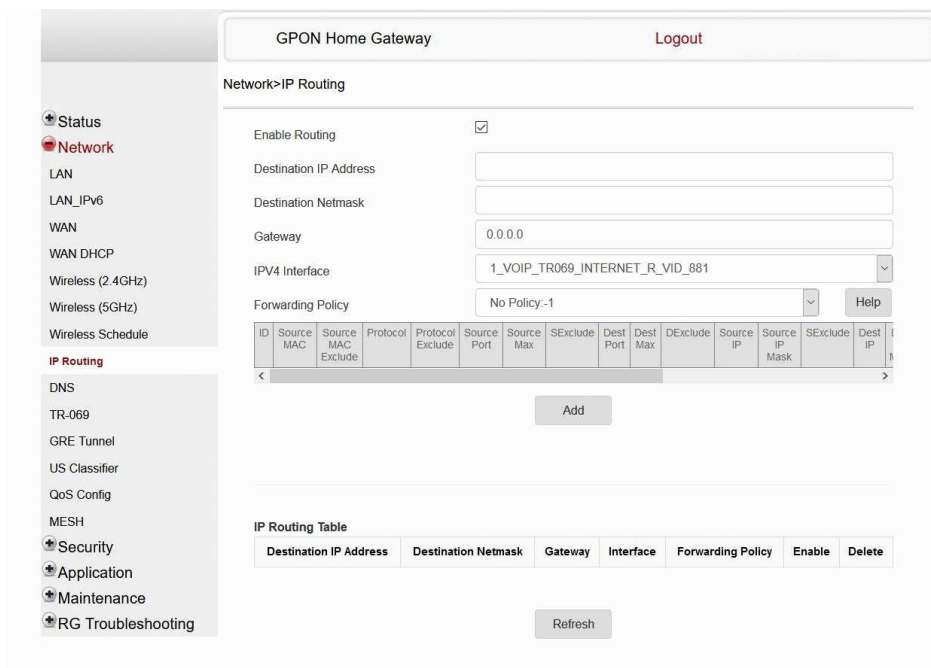 GPON Home Gateway
Logout
Network>IP Routing
Status
Network
LAN
LAN_IPv6
WAN
WAN DHCP
Wireless (2.4GHz)
Wireless (5GHz)
Wireless Schedule
IP Routing
DNS
TR-069
GRE Tunnel
US Classifier
QoS Config
MESH
Security
Application
Maintenance
RG Troubleshooting
Enable Routing
Destination IP Address
Destination Netmask
Gateway 0.0.0.0
IPV4 Interface 1_VOIP_TR069_INTERNET_R_VID_881
Forwarding Policy No Policy:-1 Help
ID Source MAC Source MAC Exclude Protocol Protocol Exclude Source Port Source Max SExclude Dest Port Dest Max DExclude Source IP Source IP Mask SExclude Dest IP
Add
IP Routing Table
Destination IP Address Destination Netmask Gateway Interface Forwarding Policy Enable Delete
Refresh